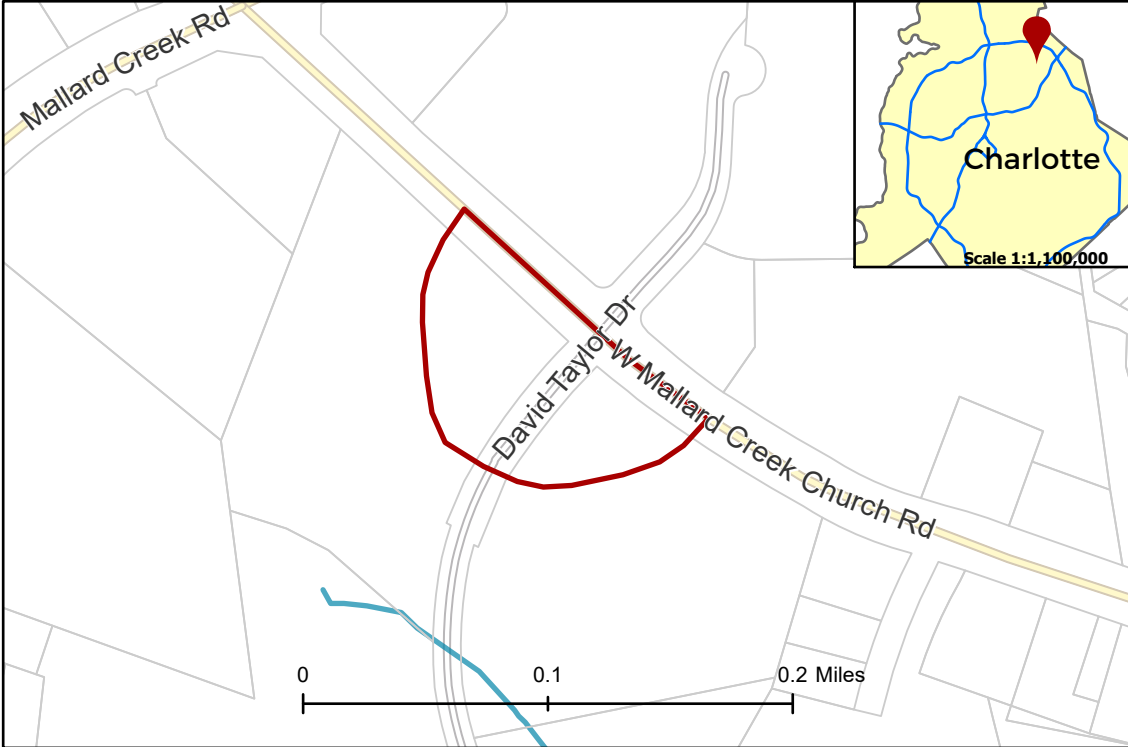 Mallard Creek Rd
Charlotte
Scale 1:1,100,000
David Taylor Dr
W Mallard Creek Church Rd
0 0.1 0.2 Miles